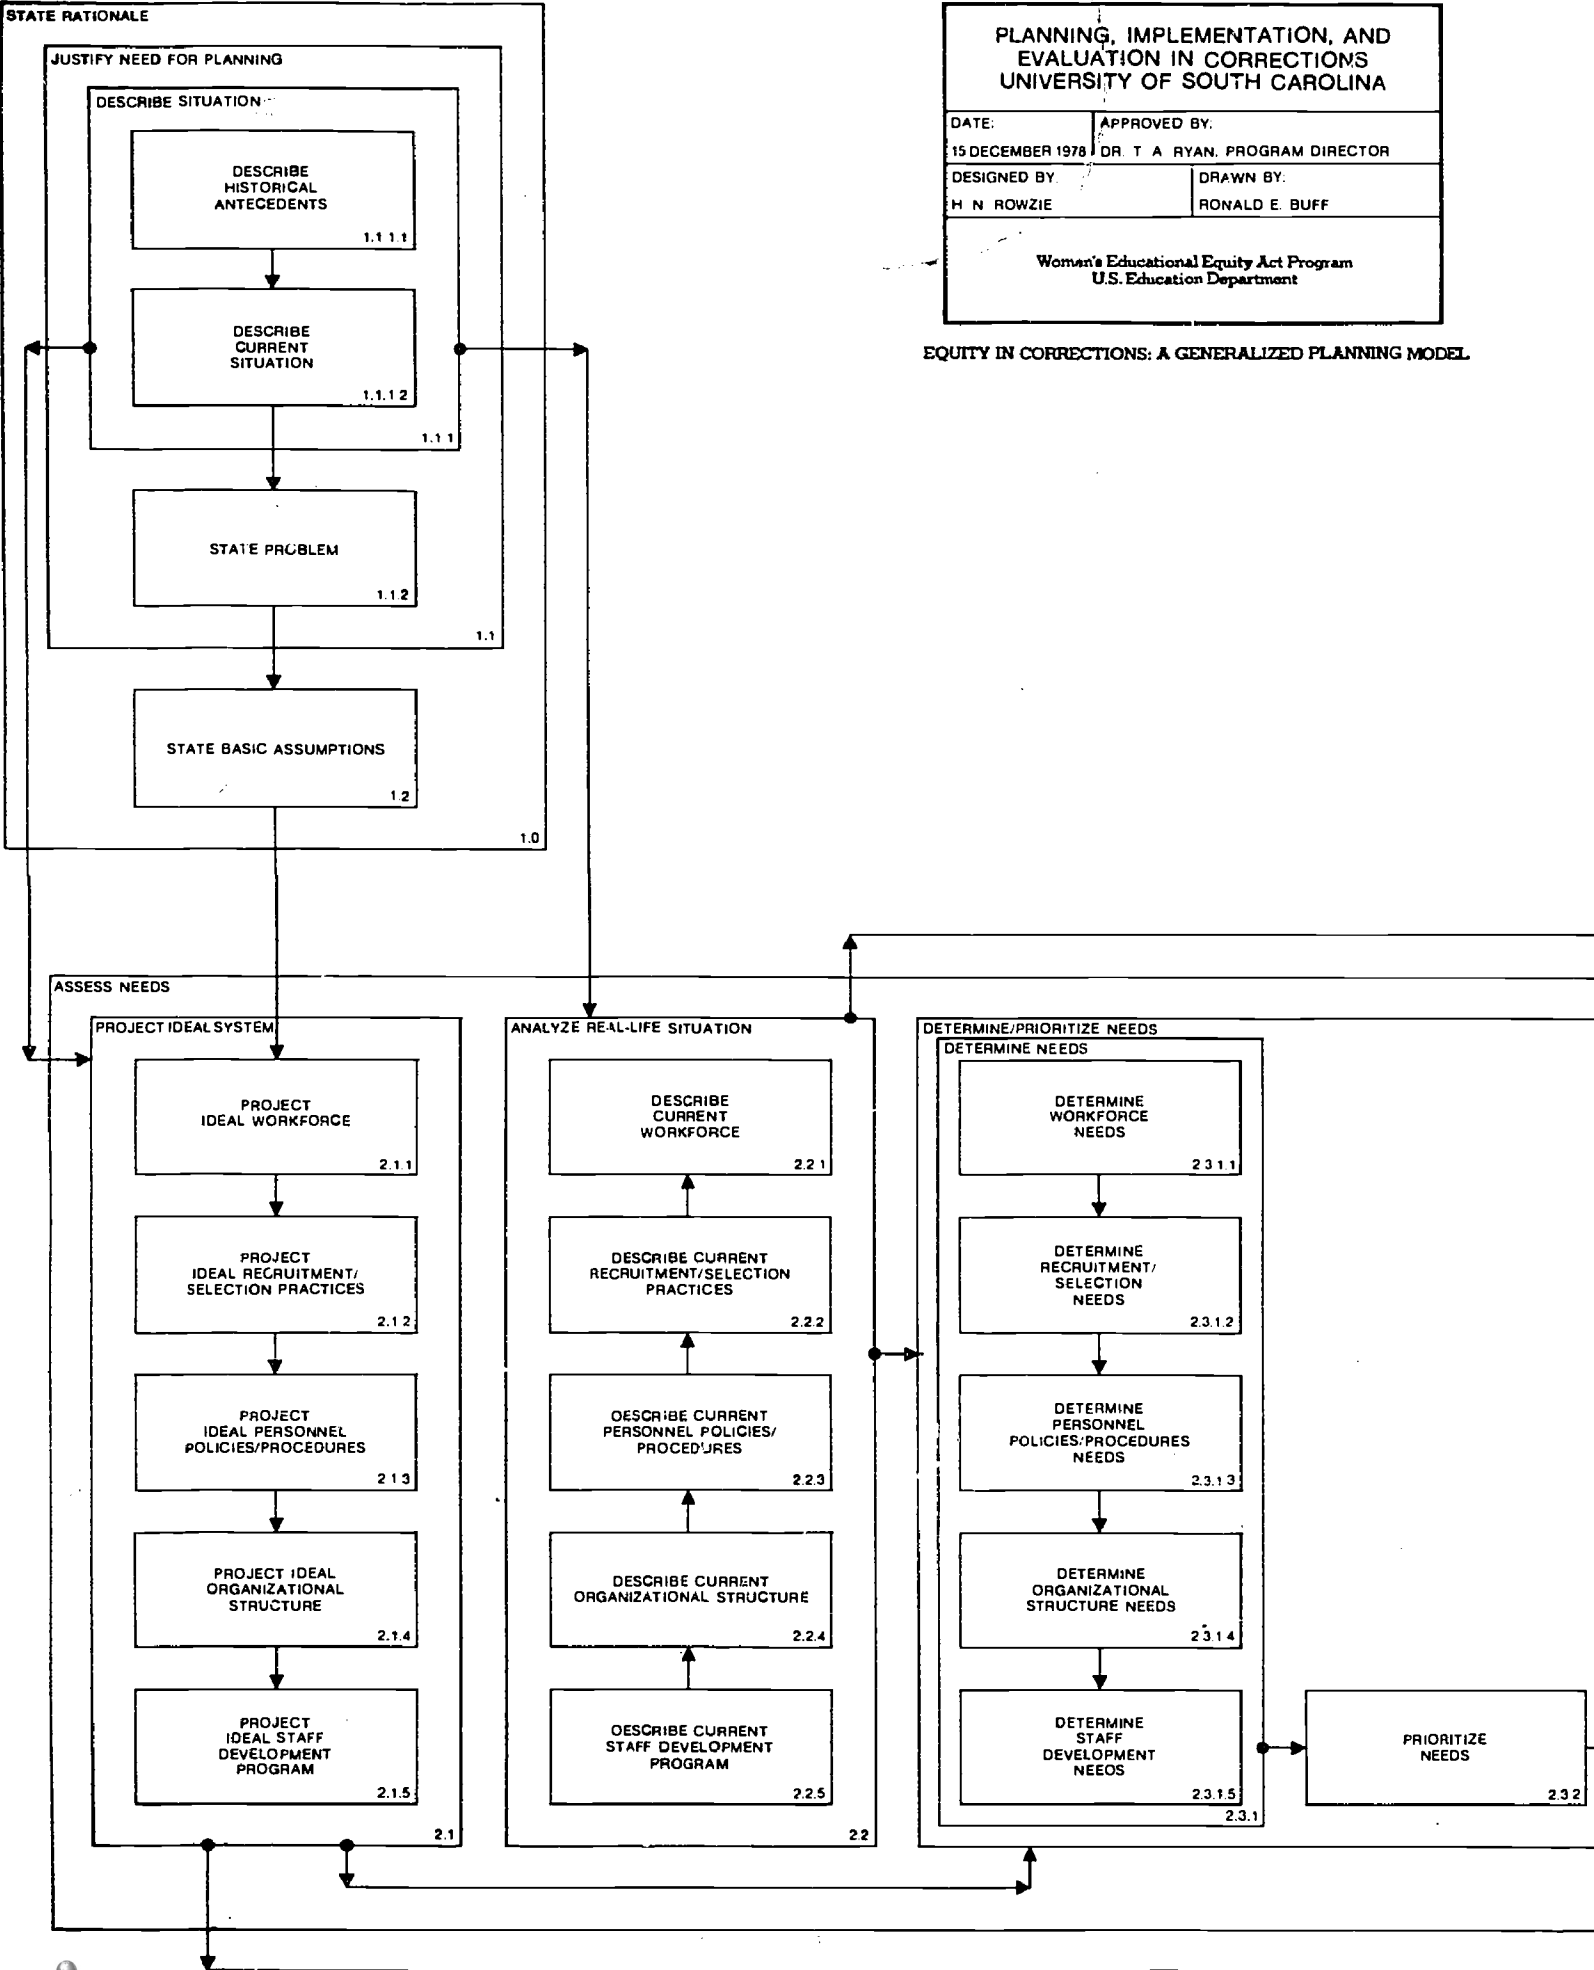 STATE RATIONALE
JUSTIFY NEED FOR PLANNING
DESCRIBE SITUATION
DESCRIBE
HISTORICAL
ANTECEDENTS
1.1 1.1
DESCRIBE
CURRENT
SITUATION
1.1.1 2
1.1 1
STATE PROBLEM
1.1.2
1.1
STATE BASIC ASSUMPTIONS
1.2
1.0
PLANNING, IMPLEMENTATION, AND
EVALUATION IN CORRECTIONS
UNIVERSITY OF SOUTH CAROLINA
DATE:
15 DECEMBER 1978
APPROVED BY:
DR. T A RYAN, PROGRAM DIRECTOR
DESIGNED BY
H N ROWZIE
DRAWN BY:
RONALD E. BUFF
Women's Educational Equity Act Program
U.S. Education Department
EQUITY IN CORRECTIONS: A GENERALIZED PLANNING MODEL
ASSESS NEEDS
PROJECT IDEAL SYSTEM
PROJECT
IDEAL WORKFORCE
2.1.1
PROJECT
IDEAL RECRUITMENT/
SELECTION PRACTICES
2.1.2
PROJECT
IDEAL PERSONNEL
POLICIES/PROCEDURES
2 1 3
PROJECT IDEAL
ORGANIZATIONAL
STRUCTURE
2.1.4
PROJECT
IDEAL STAFF
DEVELOPMENT
PROGRAM
2.1.5
2.1
ANALYZE REAL-LIFE SITUATION
DESCRIBE
CURRENT
WORKFORCE
2.2 1
DESCRIBE CURRENT
RECRUITMENT/SELECTION
PRACTICES
2.2.2
DESCRIBE CURRENT
PERSONNEL POLICIES/
PROCEDURES
2.2.3
DESCRIBE CURRENT
ORGANIZATIONAL STRUCTURE
2.2.4
DESCRIBE CURRENT
STAFF DEVELOPMENT
PROGRAM
2.2.5
2.2
DETERMINE/PRIORITIZE NEEDS
DETERMINE NEEDS
DETERMINE
WORKFORCE
NEEDS
2 3 1.1
DETERMINE
RECRUITMENT/
SELECTION
NEEDS
2.3.1.2
DETERMINE
PERSONNEL
POLICIES/PROCEDURES
NEEDS
2.3.1 3
DETERMINE
ORGANIZATIONAL
STRUCTURE NEEDS
2 3.1 4
DETERMINE
STAFF
DEVELOPMENT
NEEDS
2.3.1.5
2.3.1
PRIORITIZE
NEEDS
2.3 2